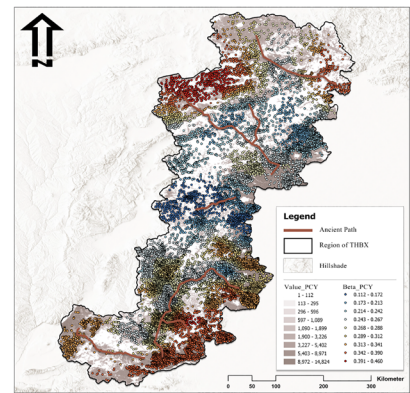 N
Legend
Ancient Path
Region of THBX
Hillshade
Value_PCY Beta_PCY
1 - 112 0.112 - 0.172
113 - 295 0.173 - 0.213
296 - 596 0.214 - 0.242
597 - 1,089 0.243 - 0.267
1,090 - 1,899 0.268 - 0.288
1,900 - 3,226 0.289 - 0.312
3,227 - 5,402 0.313 - 0.341
5,403 - 8,971 0.342 - 0.390
8,972 - 14,824 0.391 - 0.460
Kilometer
0 50 100 200 300